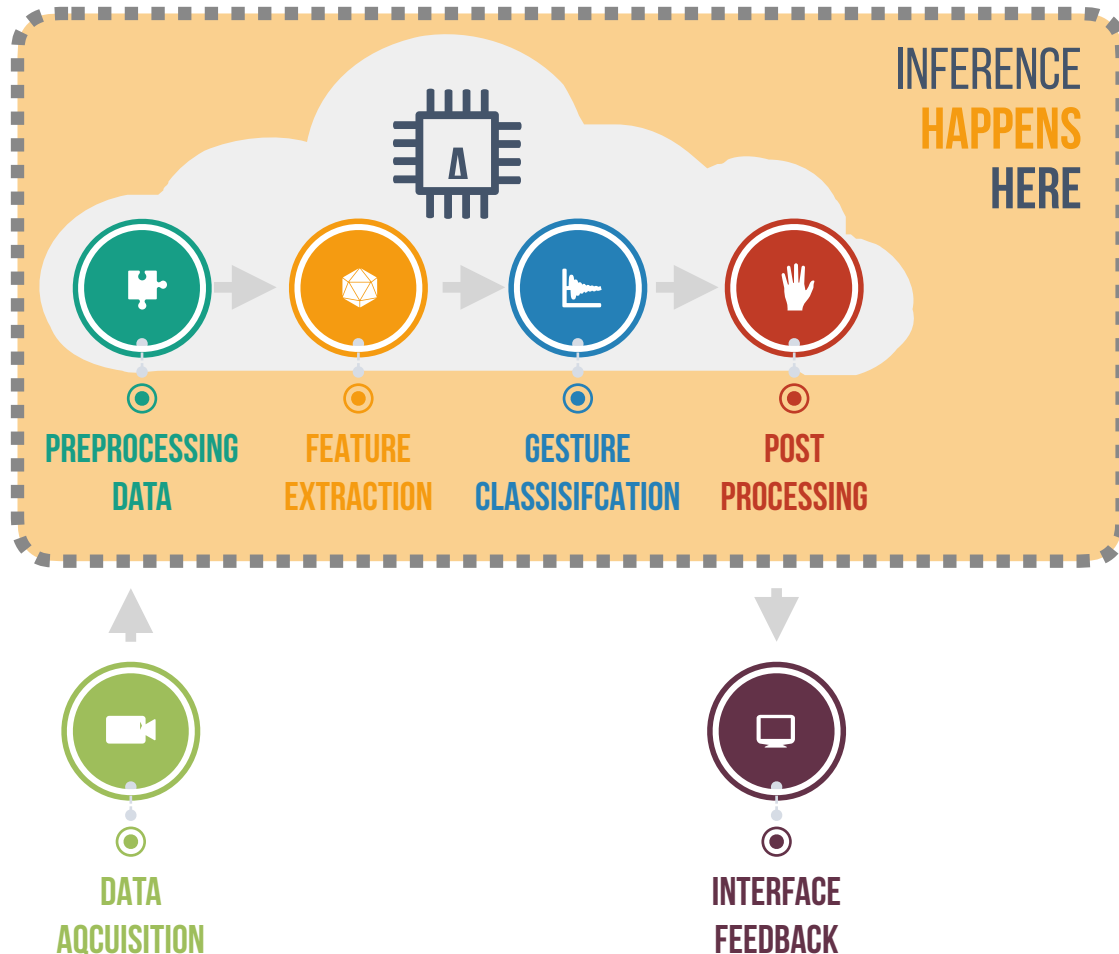 INFERENCE
HAPPENS
HERE
PREPROCESSING
DATA
FEATURE
EXTRACTION
GESTURE
CLASSISIFCATION
POST
PROCESSING
DATA
AQCUISITION
INTERFACE
FEEDBACK